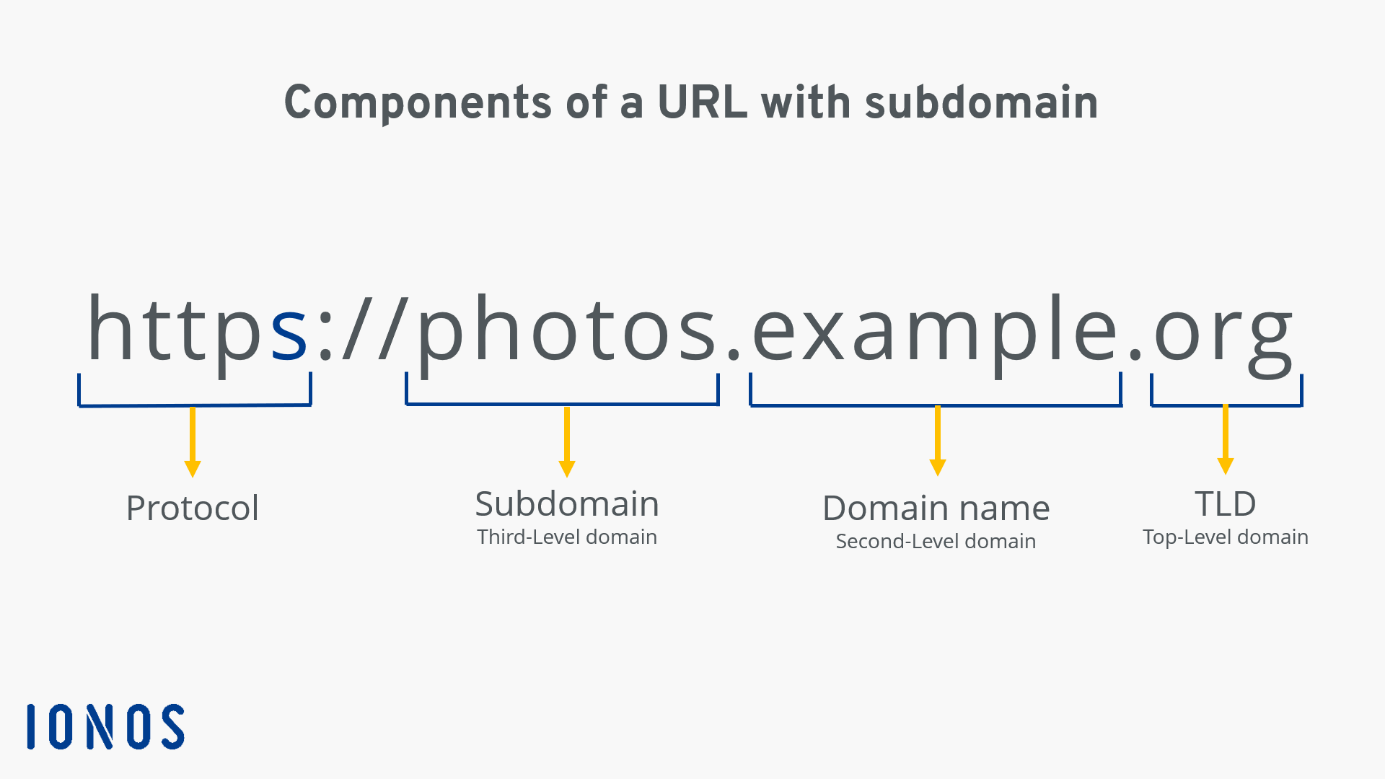 Components of a URL with subdomain
https://photos.example.org
Protocol
Subdomain
Third-Level domain
Domain name
Second-Level domain
TLD
Top-Level domain
IONOS